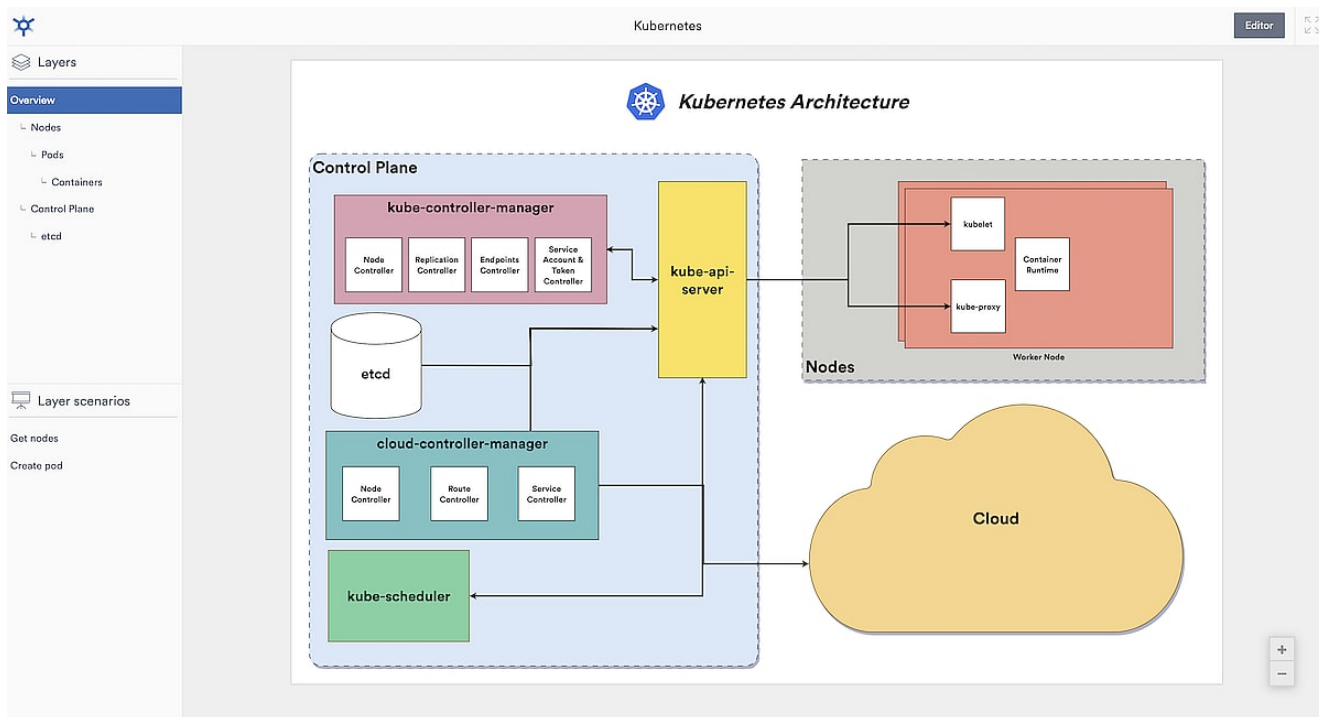 Kubernetes
Editor
Layers
Overview
Nodes
Pods
Containers
Control Plane
etcd
Layer scenarios
Get nodes
Create pod
Kubernetes Architecture
Control Plane
kube-controller-manager
Node
Controller
Replication
Controller
Endpoints
Controller
Service
Account &
Token
Controller
kube-api-
server
etcd
cloud-controller-manager
Node
Controller
Route
Controller
Service
Controller
kube-scheduler
kubelet
Container
Runtime
kube-proxy
Worker Node
Nodes
Cloud